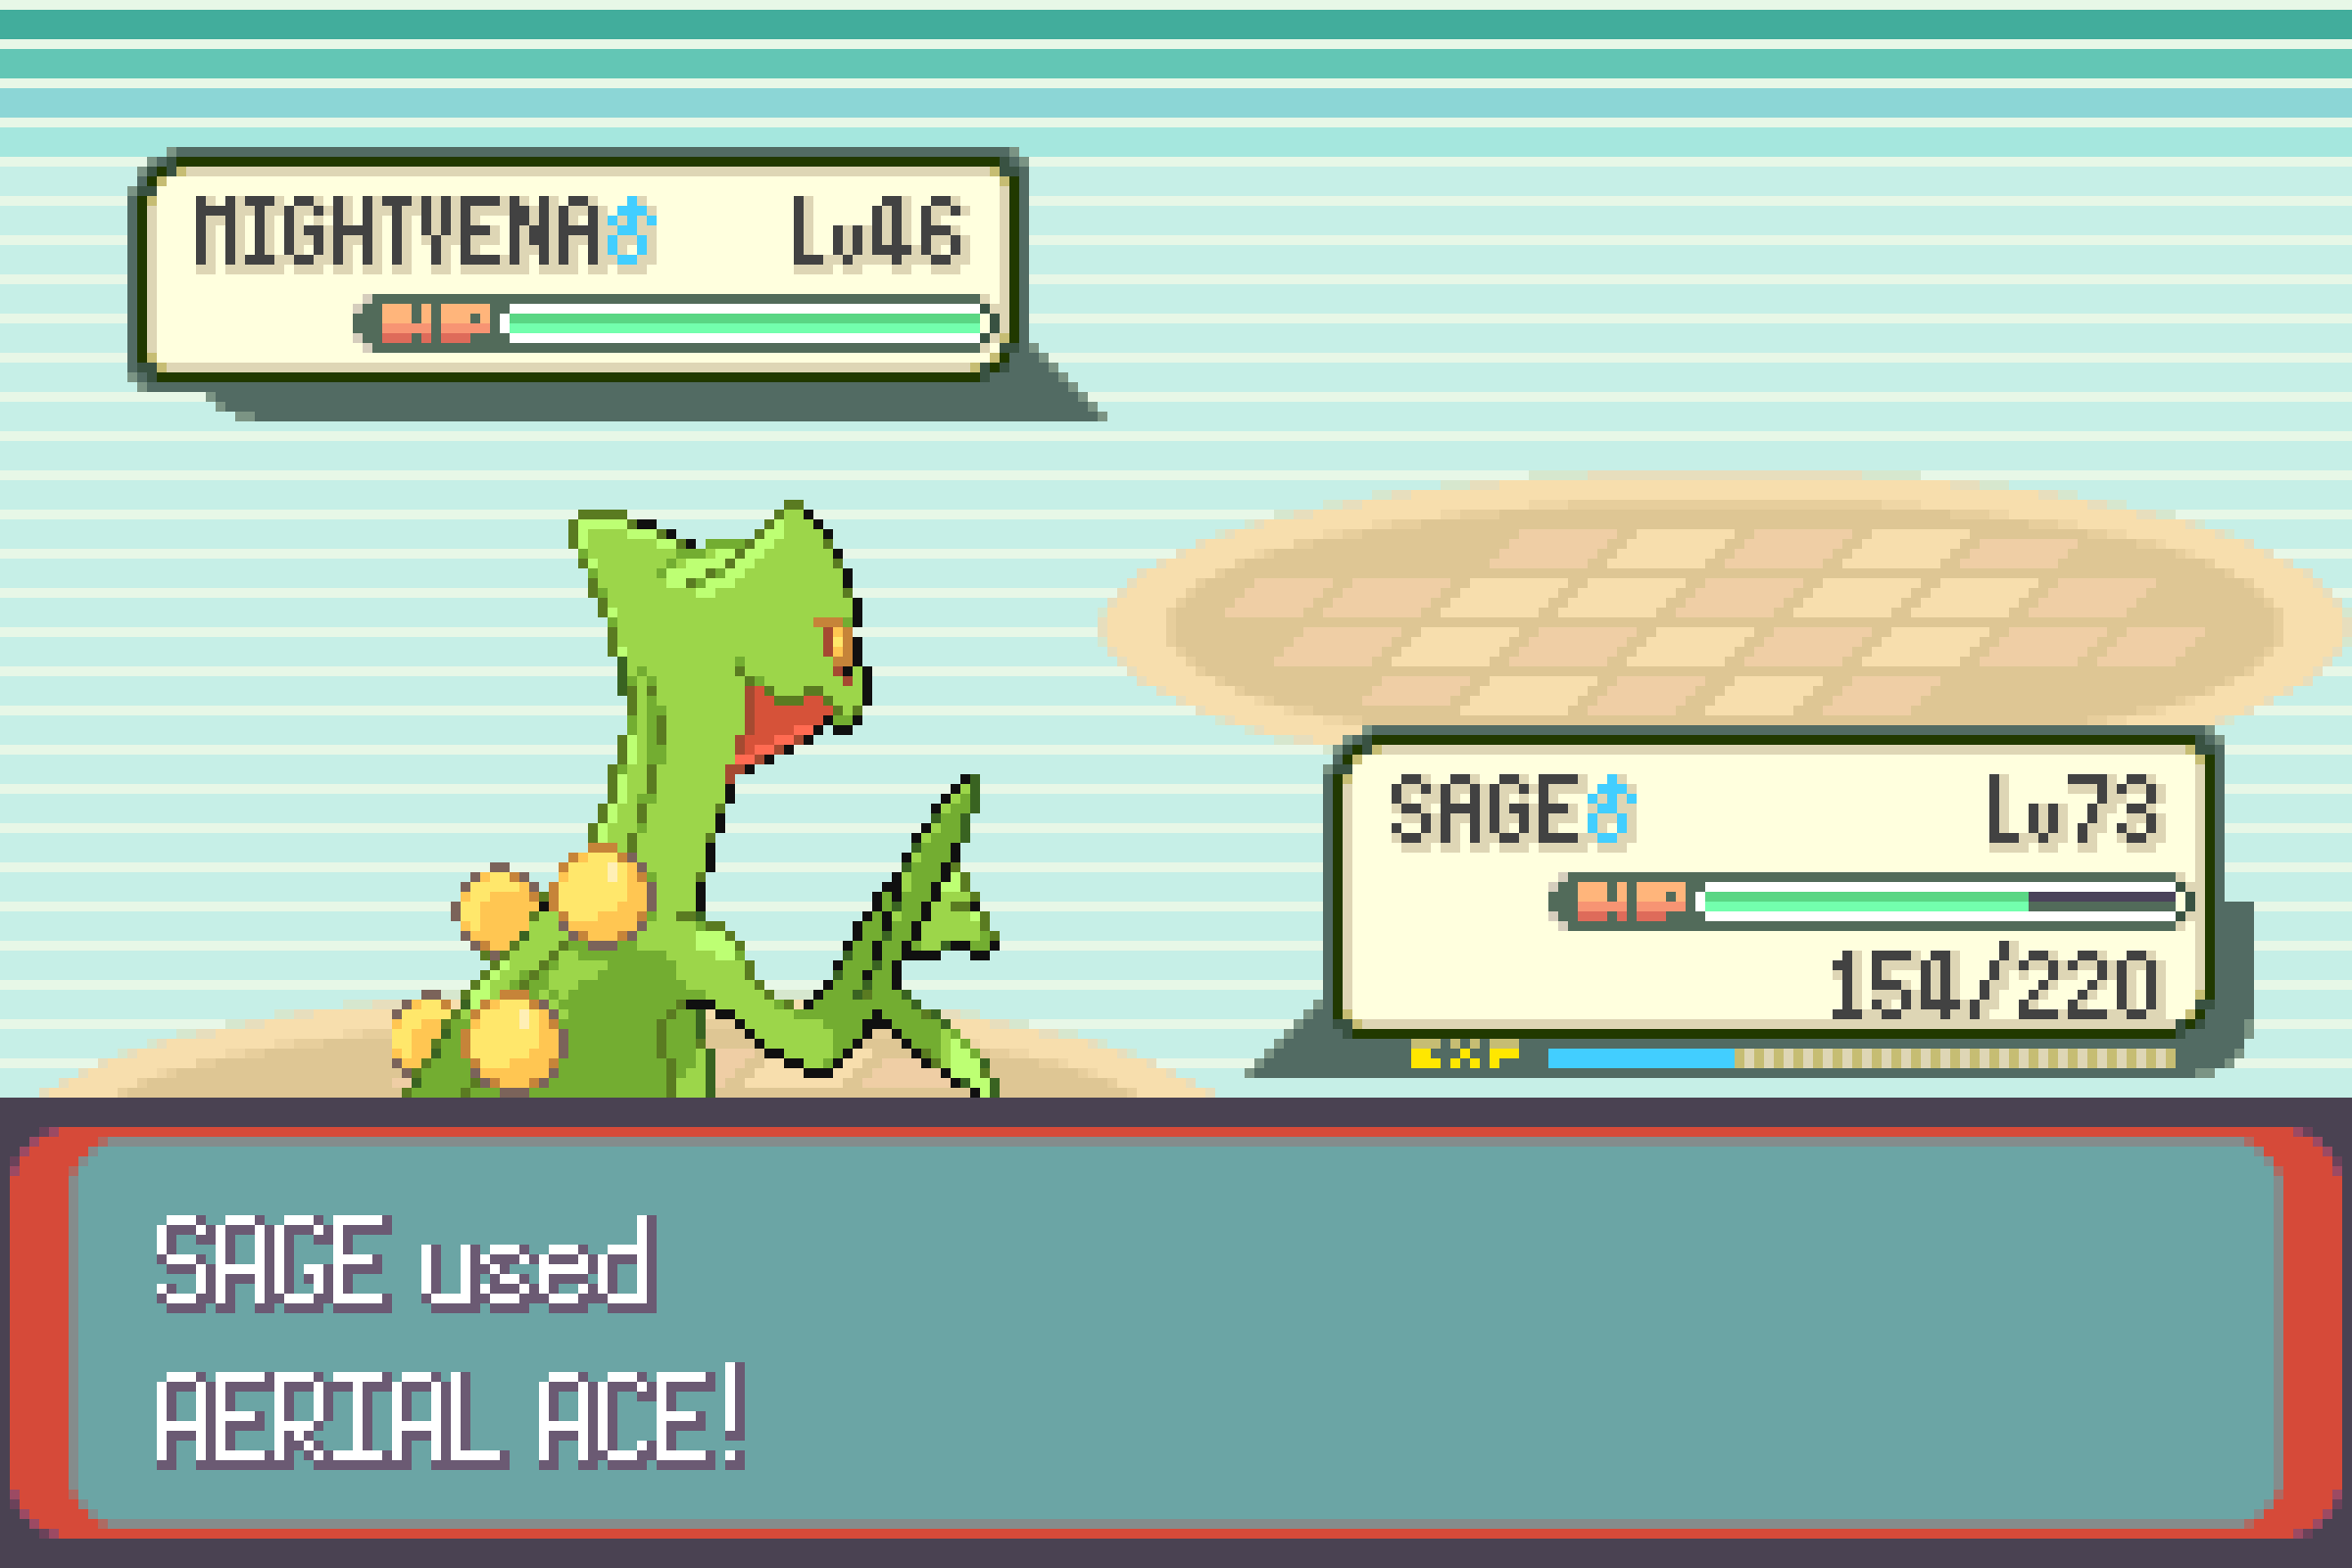 MIGHTYENA♂ Lv46
HP
SAGE♂ Lv73
HP
154/220
EXP
SAGE used
AERIAL ACE!